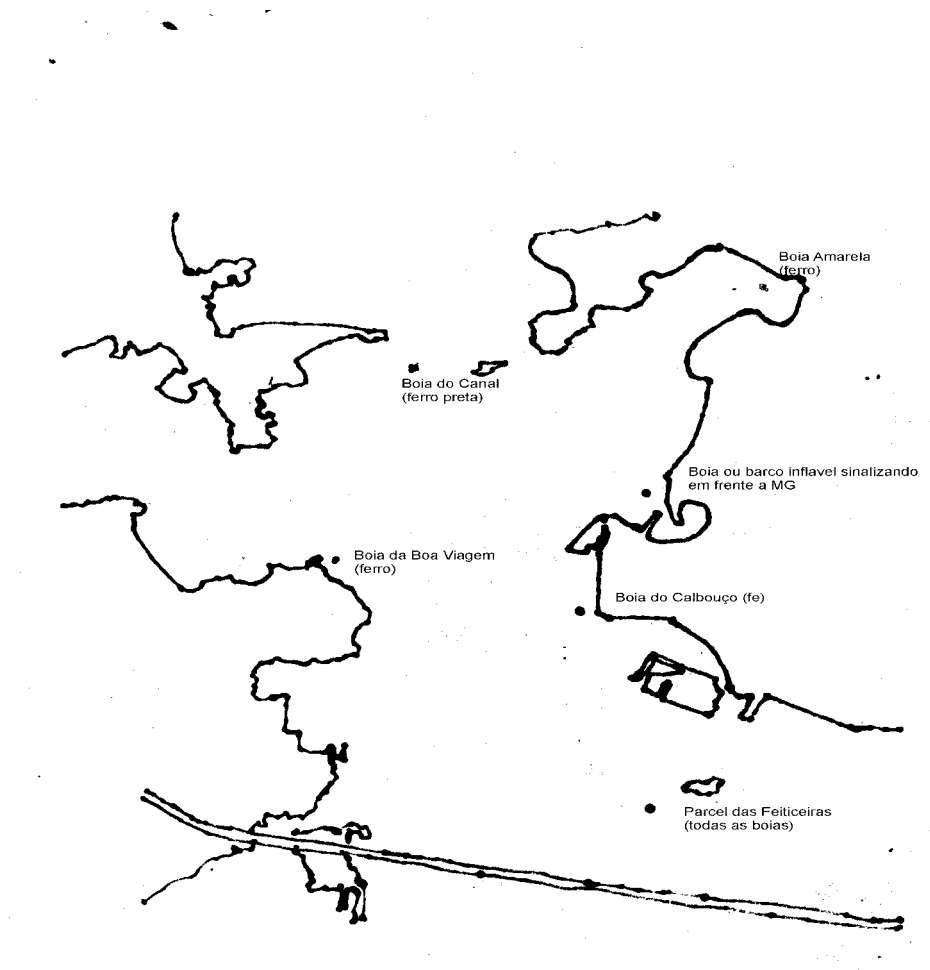 Boia Amarela
(ferro)
Boia do Canal
(ferro preta)
Boia ou barco inflavel sinalizando
em frente a MG
Boia da Boa Viagem
(ferro)
Boia do Calbouço (fe)
Parcel das Feiticeiras
(todas as boias)